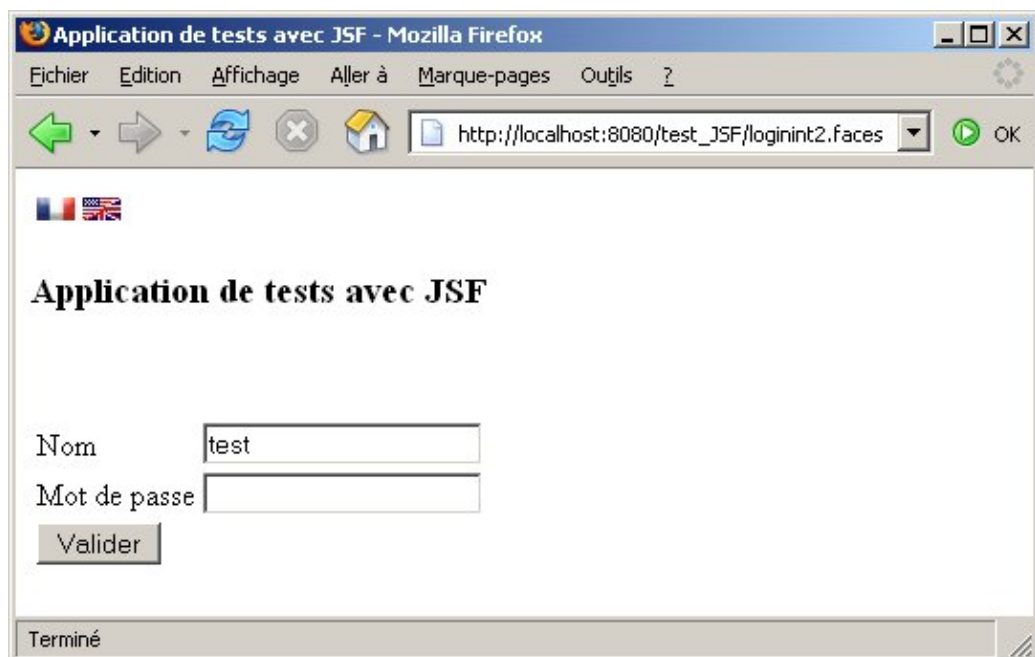 Application de tests avec JSF - Mozilla Firefox
Fichier Edition Affichage Aller à Marque-pages Outils ?
http://localhost:8080/test_JSF/loginint2.faces OK
Application de tests avec JSF
Nom test
Mot de passe
Valider
Terminé